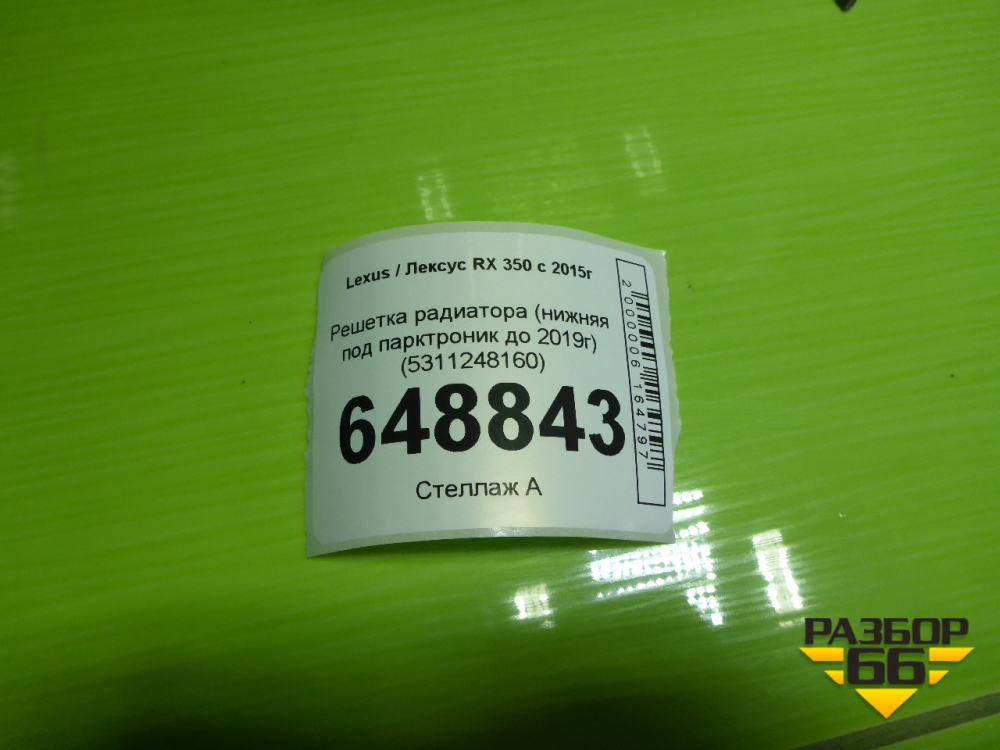 Lexus / Лексус RX 350 с 2015г
Решетка радиатора (нижняя
под парктроник до 2019г)
(5311248160)
648843
Стеллаж А
2000006164797
РАЗБОР
66